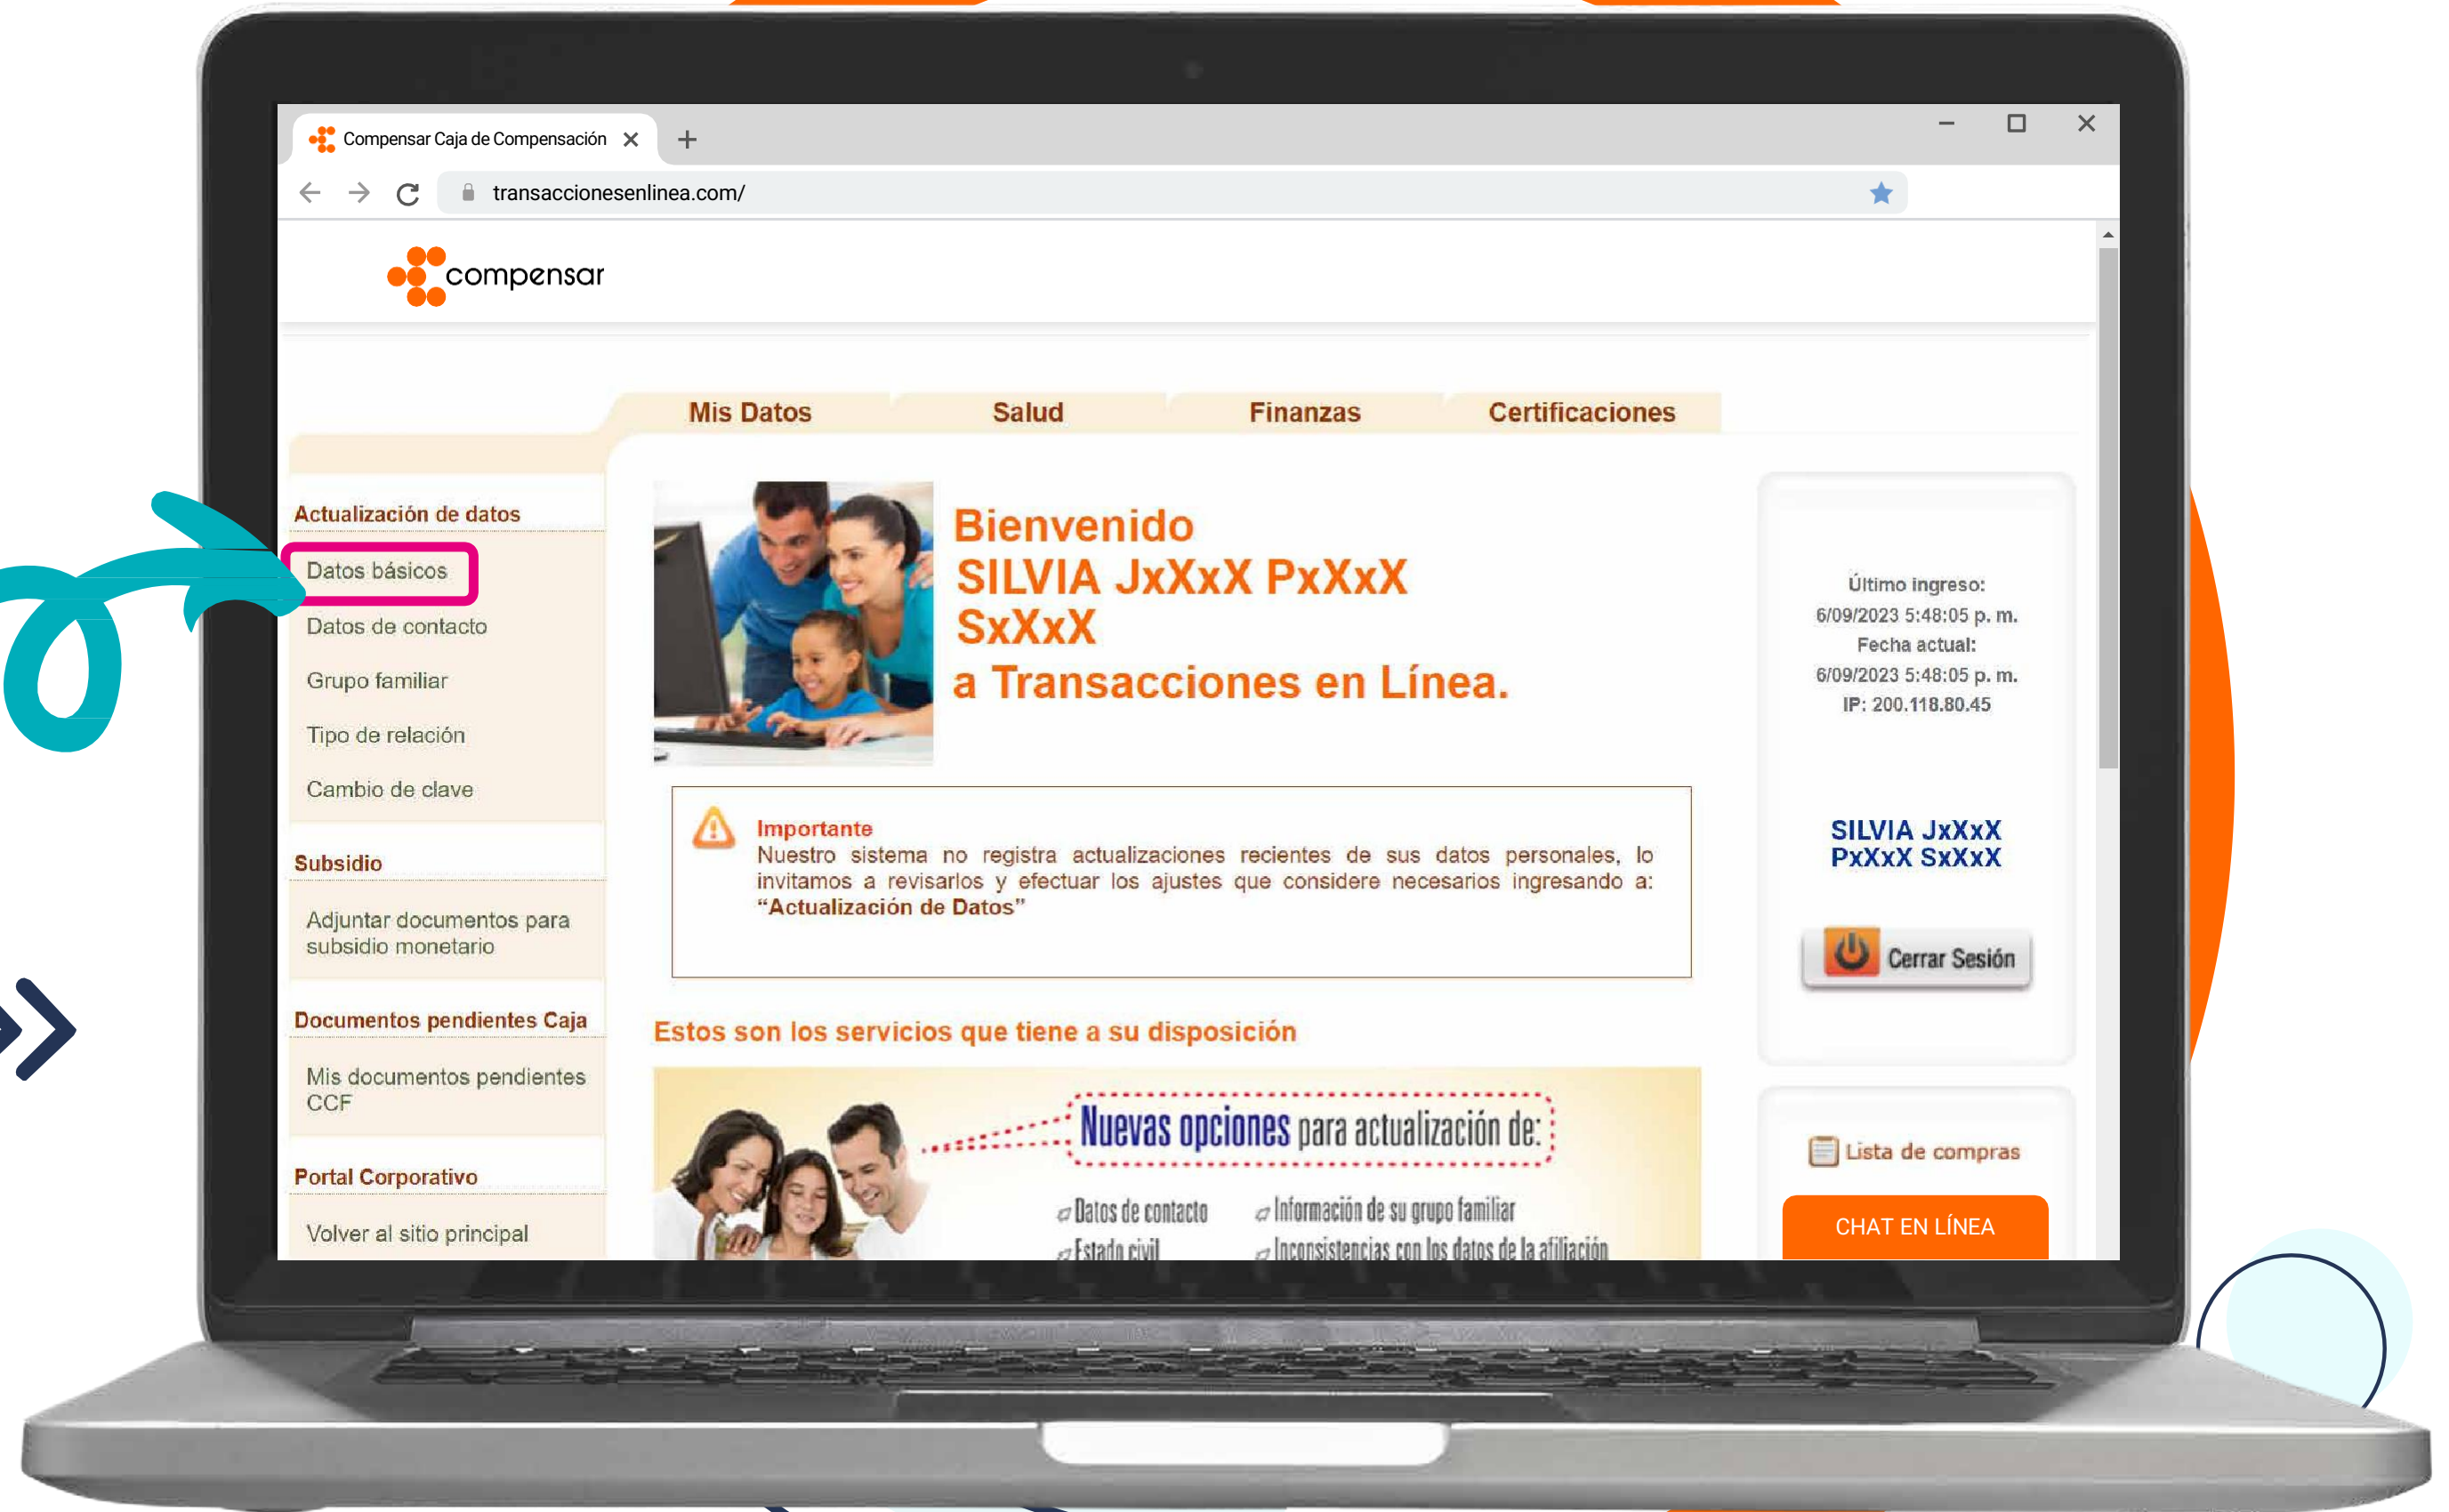 Compensar Caja de Compensación
transaccionesenlinea.com/
compensar
Mis Datos
Salud
Finanzas
Certificaciones
Actualización de datos
Datos básicos
Datos de contacto
Grupo familiar
Tipo de relación
Cambio de clave
Subsidio
Adjuntar documentos para
subsidio monetario
Documentos pendientes Caja
Mis documentos pendientes
CCF
Portal Corporativo
Volver al sitio principal
Bienvenido
SILVIA JxXxX PxXxX
SxXxX
a Transacciones en Línea.
Importante
Nuestro sistema no registra actualizaciones recientes de sus datos personales, lo
invitamos a revisarlos y efectuar los ajustes que considere necesarios ingresando a:
“Actualización de Datos”
Estos son los servicios que tiene a su disposición
Nuevas opciones para actualización de:
Datos de contacto
Información de su grupo familiar
Estado civil
Inconsistencias con los datos de la afiliación
Último ingreso:
6/09/2023 5:48:05 p. m.
Fecha actual:
6/09/2023 5:48:05 p. m.
IP: 200.118.80.45
SILVIA JxXxX
PxXxX SxXxX
Cerrar Sesión
Lista de compras
CHAT EN LÍNEA